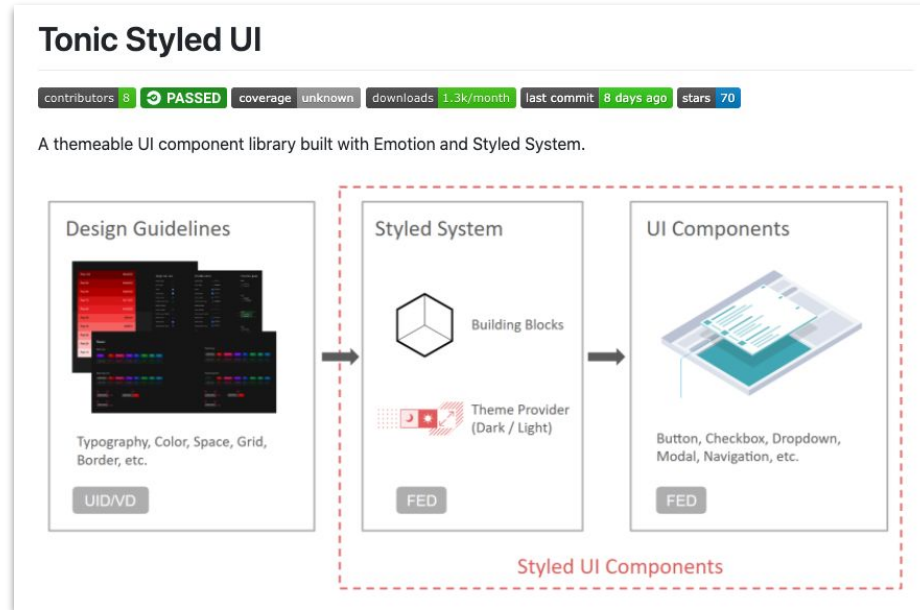 Tonic Styled UI
contributors 8 PASSED coverage unknown downloads 1.3k/month last commit 8 days ago stars 70
A themeable UI component library built with Emotion and Styled System.
Design Guidelines
Typography, Color, Space, Grid,
Border, etc.
UID/VD
Styled System
Building Blocks
Theme Provider
(Dark / Light)
FED
UI Components
Button, Checkbox, Dropdown,
Modal, Navigation, etc.
FED
Styled UI Components